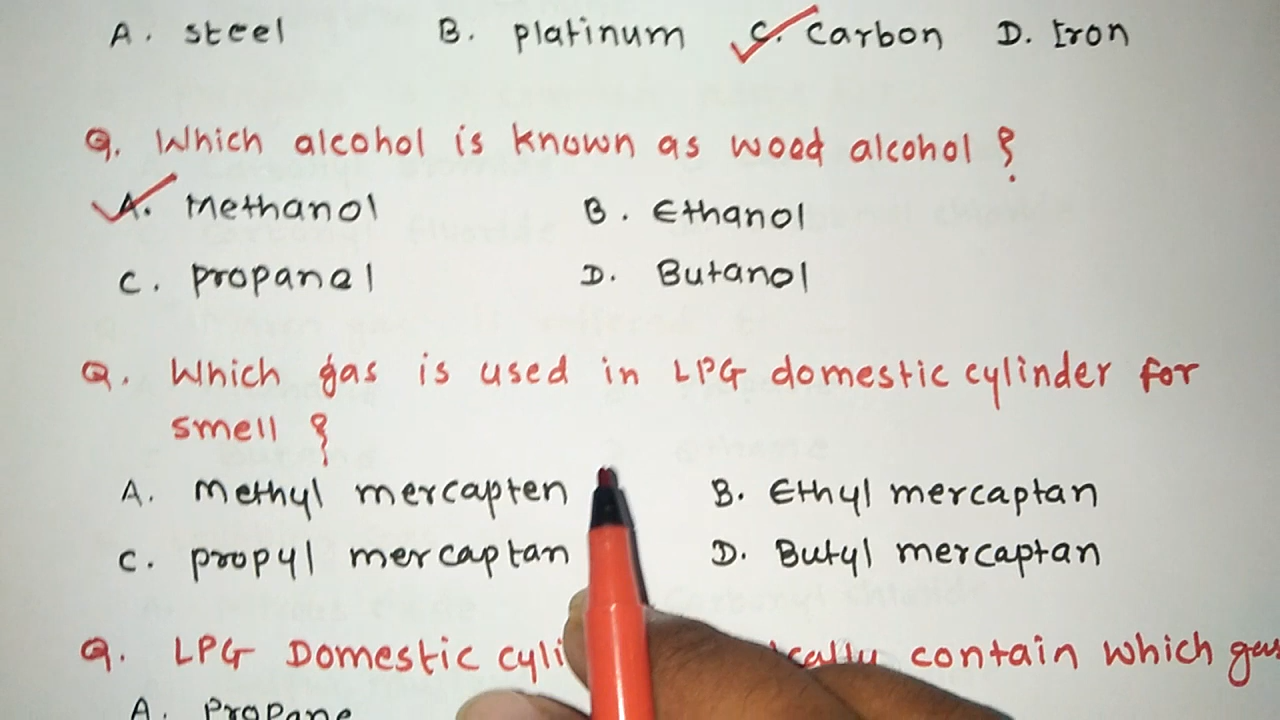 A. Steel B. Platinum C. Carbon D. Iron
Q. Which alcohol is known as wood alcohol ?
A. Methanol B. Ethanol
C. Propanol D. Butanol
Q. Which gas is used in LPG domestic cylinder for
smell ?
A. Methyl mercapten B. Ethyl mercaptan
C. Propyl mercaptan D. Butyl mercaptan
Q. LPG Domestic contain which gas
A. Propane